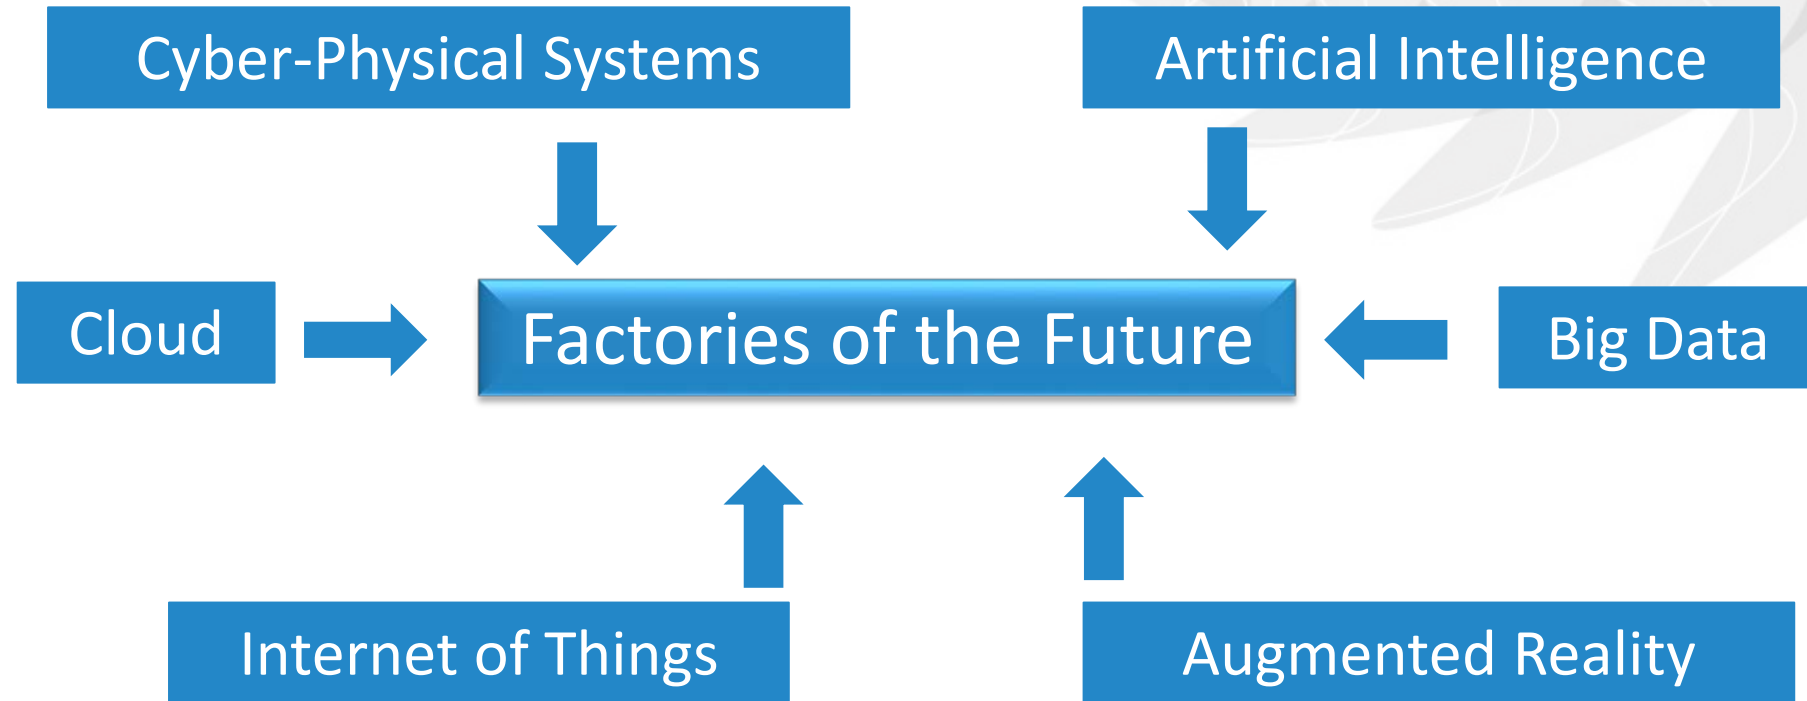 Cyber-Physical Systems
Artificial Intelligence
Cloud
Factories of the Future
Big Data
Internet of Things
Augmented Reality